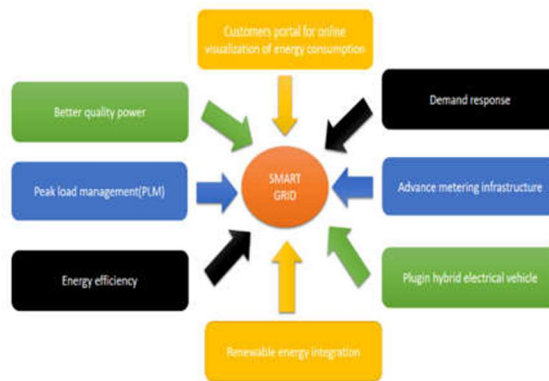 Customers portal for online
visualization of energy consumption
Better quality power
Demand response
Peak load management(PLM)
SMART
GRID
Advance metering infrastructure
Energy efficiency
Plugin hybrid electrical vehicle
Renewable energy integration